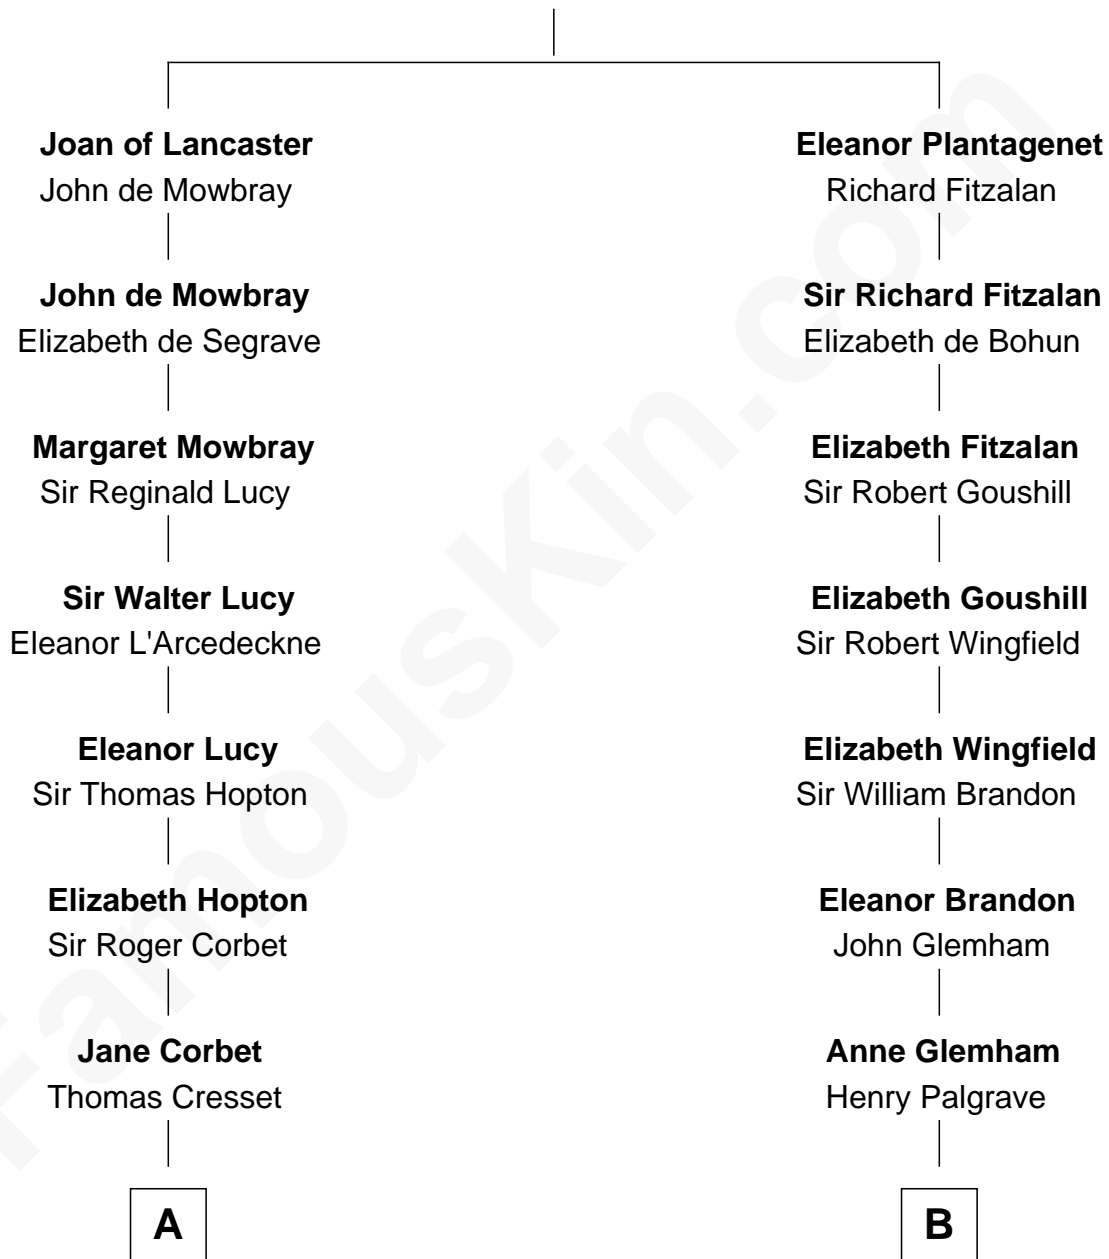 Joan of Lancaster
John de Mowbray
John de Mowbray
Elizabeth de Segrave
Margaret Mowbray
Sir Reginald Lucy
Sir Walter Lucy
Eleanor L'Arcedeckne
Eleanor Lucy
Sir Thomas Hopton
Elizabeth Hopton
Sir Roger Corbet
Jane Corbet
Thomas Cresset
A
Eleanor Plantagenet
Richard Fitzalan
Sir Richard Fitzalan
Elizabeth de Bohun
Elizabeth Fitzalan
Sir Robert Goushill
Elizabeth Goushill
Sir Robert Wingfield
Elizabeth Wingfield
Sir William Brandon
Eleanor Brandon
John Glemham
Anne Glemham
Henry Palgrave
B
FamousKin.com